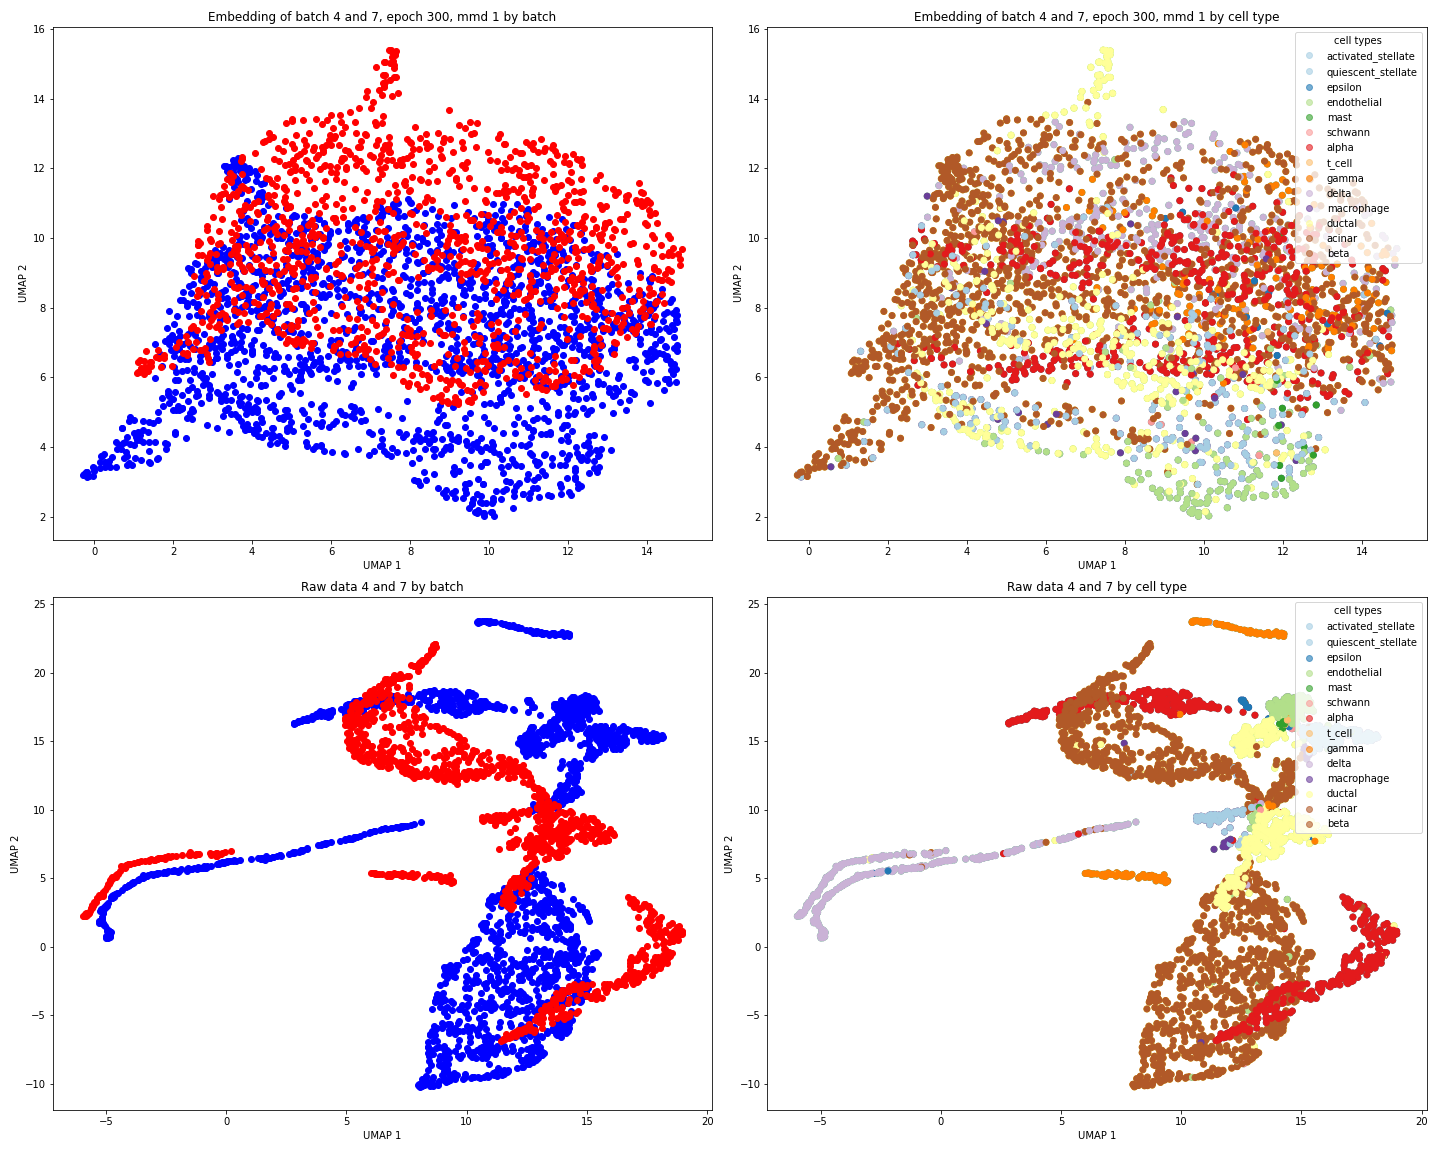 Embedding of batch 4 and 7, epoch 300, mmd 1 by batch
16
14
12
10
8
6
4
2
UMAP 2
0
2
4
6
8
10
12
14
UMAP 1
Embedding of batch 4 and 7, epoch 300, mmd 1 by cell type
16
14
12
10
8
6
4
2
UMAP 2
0
2
4
6
8
10
12
14
UMAP 1
cell types
activated_stellate
quiescent_stellate
epsilon
endothelial
mast
schwann
alpha
t_cell
gamma
delta
macrophage
ductal
acinar
beta
Raw data 4 and 7 by batch
25
20
15
10
5
0
−5
−10
UMAP 2
−5
0
5
10
15
20
UMAP 1
Raw data 4 and 7 by cell type
25
20
15
10
5
0
−5
−10
UMAP 2
−5
0
5
10
15
20
UMAP 1
cell types
activated_stellate
quiescent_stellate
epsilon
endothelial
mast
schwann
alpha
t_cell
gamma
delta
macrophage
ductal
acinar
beta